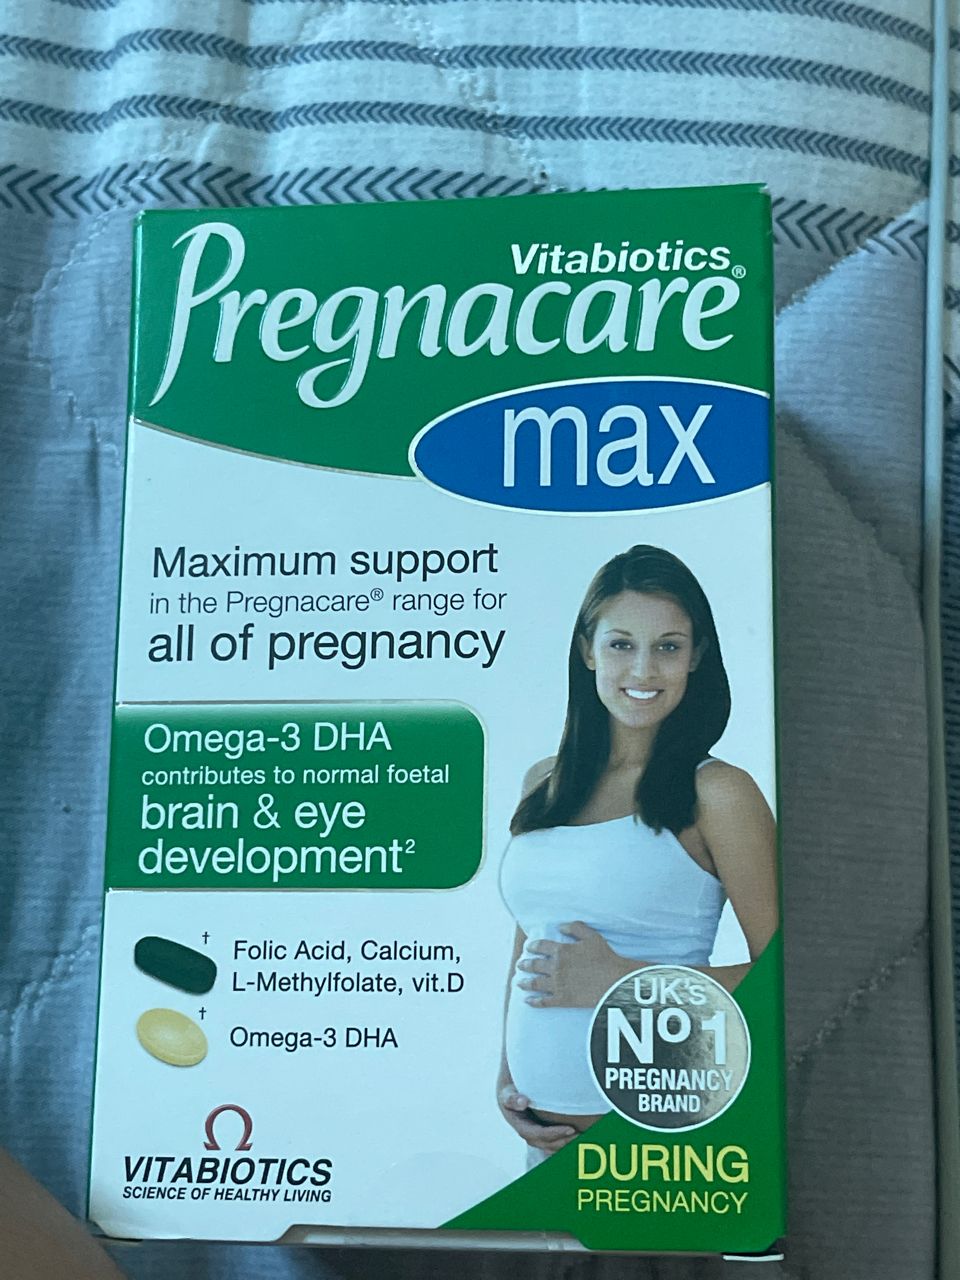 Vitabiotics
Pregnacare®
max
Maximum support
in the Pregnacare® range for
all of pregnancy
Omega-3 DHA
contributes to normal foetal
brain & eye
development²
† Folic Acid, Calcium,
L-Methylfolate, vit.D
† Omega-3 DHA
UK's
Nº 1
PREGNANCY
BRAND
VITABIOTICS
SCIENCE OF HEALTHY LIVING
DURING
PREGNANCY